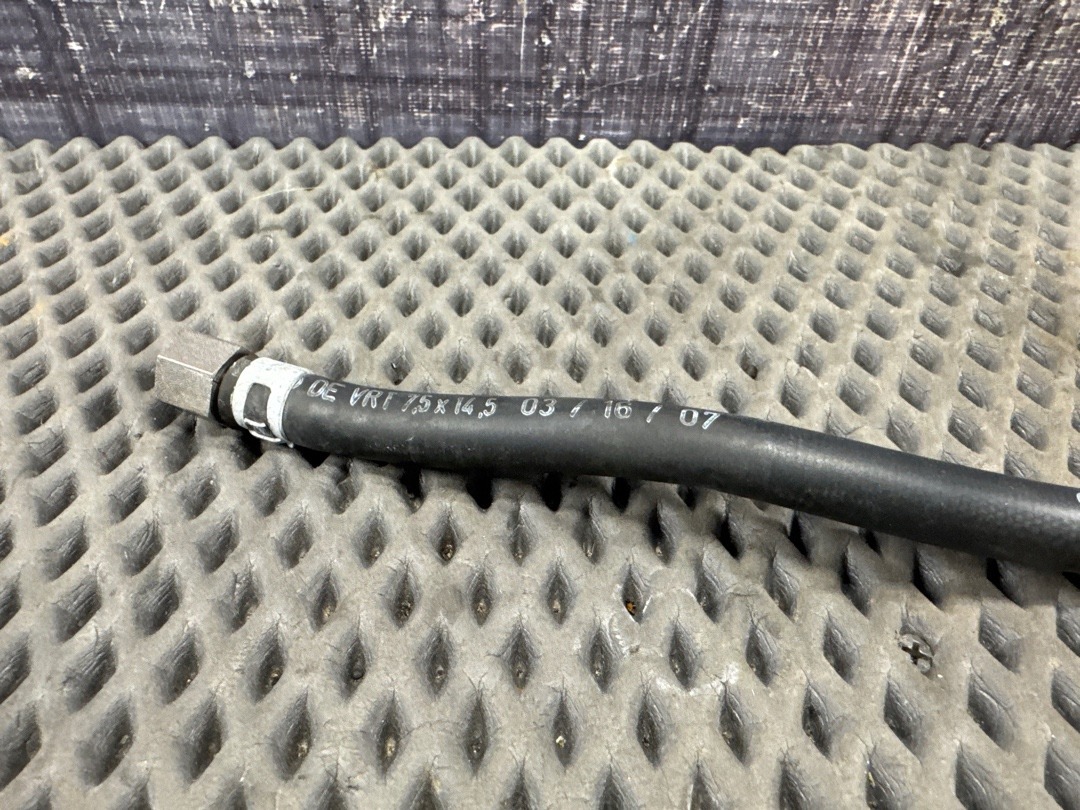 DE VRT 7,5x14,5 03 / 16 / 07